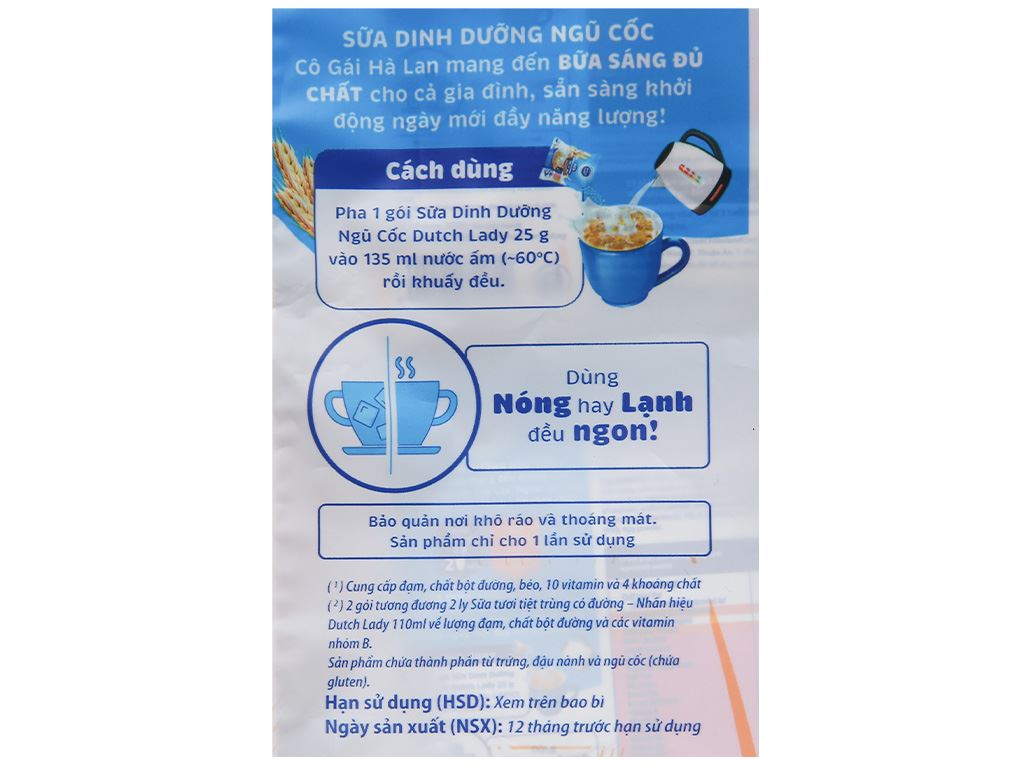 SỮA DINH DƯỠNG NGŨ CỐC
Cô Gái Hà Lan mang đến BỮA SÁNG ĐỦ
CHẤT cho cả gia đình, sẵn sàng khởi
động ngày mới đầy năng lượng!
Cách dùng
Pha 1 gói Sữa Dinh Dưỡng
Ngũ Cốc Dutch Lady 25 g
vào 135 ml nước ấm (~60°C)
rồi khuấy đều.
Dùng
Nóng hay Lạnh
đều ngon!
Bảo quản nơi khô ráo và thoáng mát.
Sản phẩm chỉ cho 1 lần sử dụng
(¹) Cung cấp đạm, chất bột đường, béo, 10 vitamin và 4 khoáng chất
(²) 2 gói tương đương 2 ly Sữa tươi tiệt trùng có đường – Nhãn hiệu
Dutch Lady 110ml về lượng đạm, chất bột đường và các vitamin
nhóm B.
Sản phẩm chứa thành phần từ trứng, đậu nành và ngũ cốc (chứa
gluten).
Hạn sử dụng (HSD): Xem trên bao bì
Ngày sản xuất (NSX): 12 tháng trước hạn sử dụng